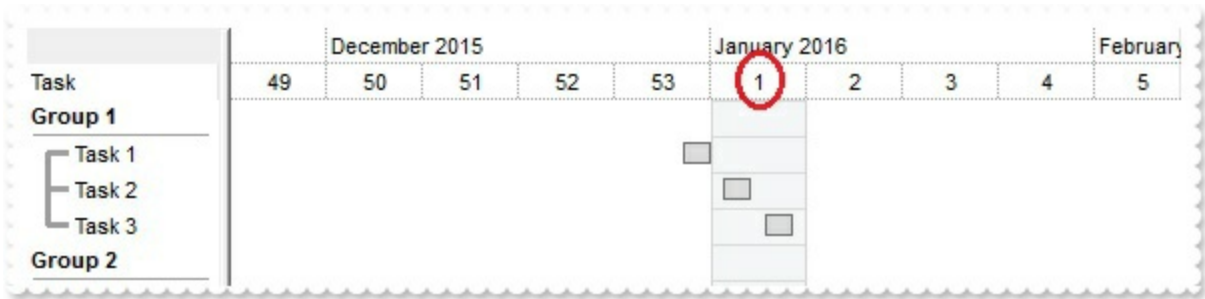 December 2015 January 2016 February
Task 49 50 51 52 53 1 2 3 4 5
Group 1
Task 1
Task 2
Task 3
Group 2